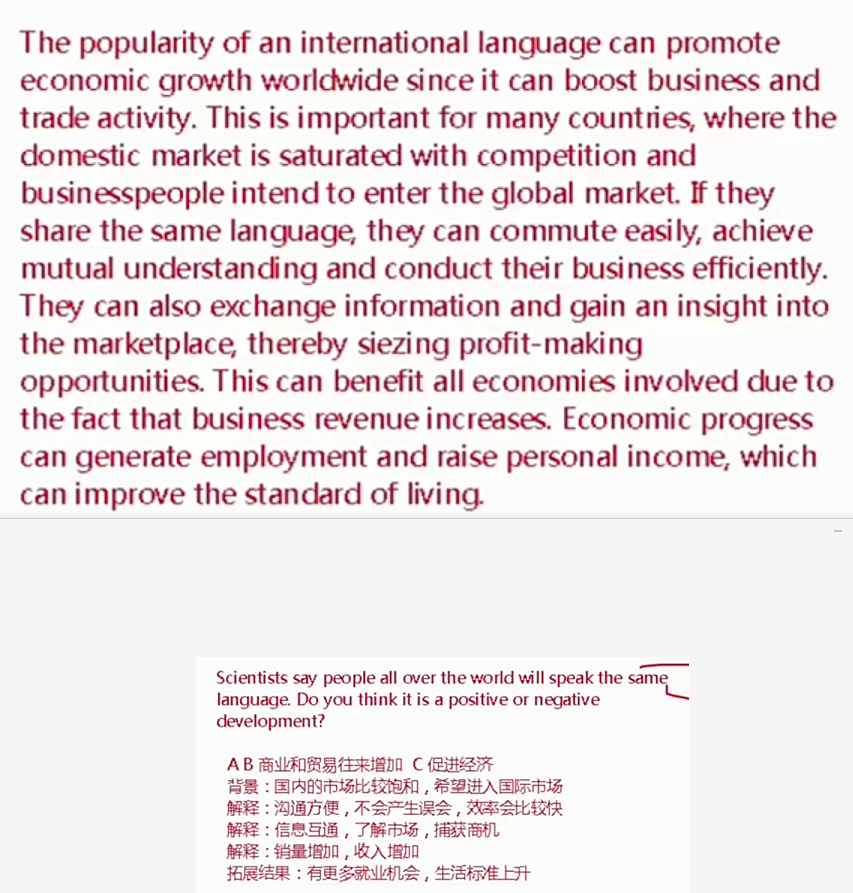 The popularity of an international language can promote
economic growth worldwide since it can boost business and
trade activity. This is important for many countries, where the
domestic market is saturated with competition and
businesspeople intend to enter the global market. If they
share the same language, they can commute easily, achieve
mutual understanding and conduct their business efficiently.
They can also exchange information and gain an insight into
the marketplace, thereby siezing profit-making
opportunities. This can benefit all economies involved due to
the fact that business revenue increases. Economic progress
can generate employment and raise personal income, which
can improve the standard of living.
Scientists say people all over the world will speak the same
language. Do you think it is a positive or negative
development?
A B 商业和贸易往来增加 C 促进经济
背景：国内的市场比较饱和，希望进入国际市场
解释：沟通方便，不会产生误会，效率会比较快
解释：信息互通，了解市场，捕获商机
解释：销量增加，收入增加
拓展结果：有更多就业机会，生活标准上升